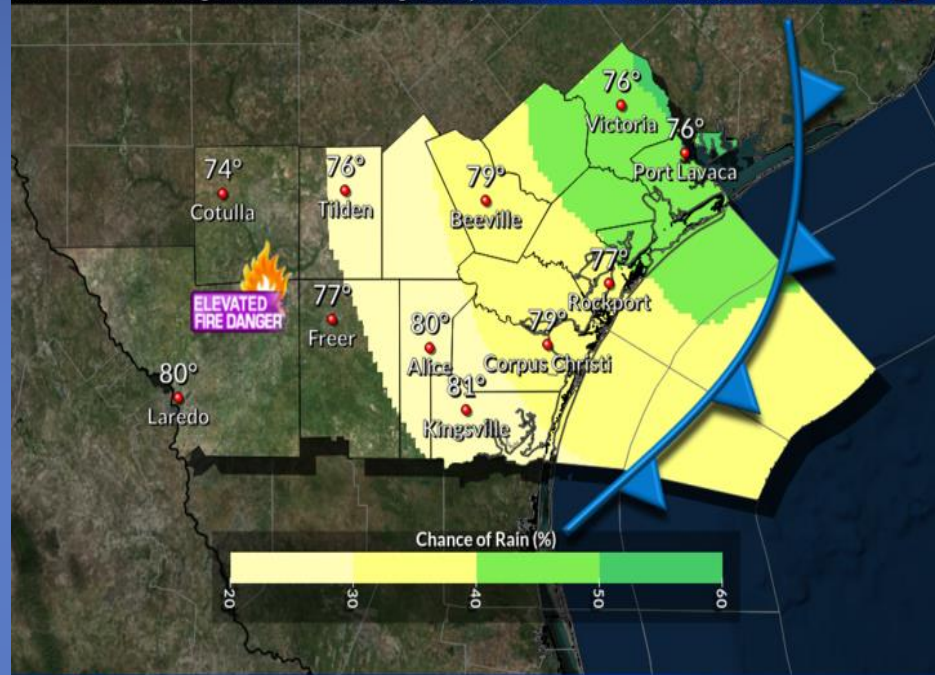 76°
Victoria
76°
Port Lavaca
74°
Cotulla
76°
Tilden
79°
Beeville
77°
Rockport
ELEVATED
FIRE DANGER
77°
Freer
80°
Alice
79°
Corpus Christi
80°
Laredo
81°
Kingsville
Chance of Rain (%)
20 30 40 50 60